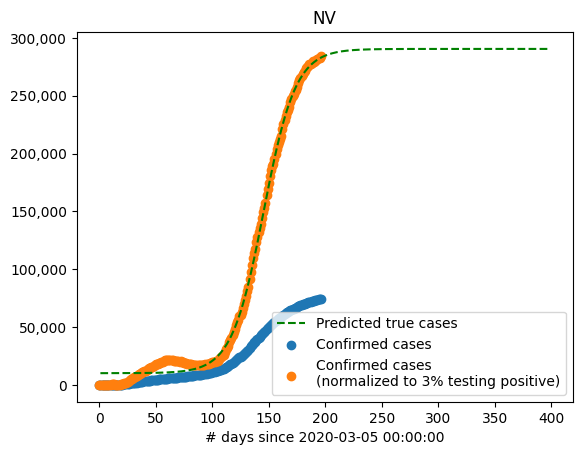 NV
300,000
250,000
200,000
150,000
100,000
50,000
0
Predicted true cases
Confirmed cases
Confirmed cases
(normalized to 3% testing positive)
0 50 100 150 200 250 300 350 400
# days since 2020-03-05 00:00:00